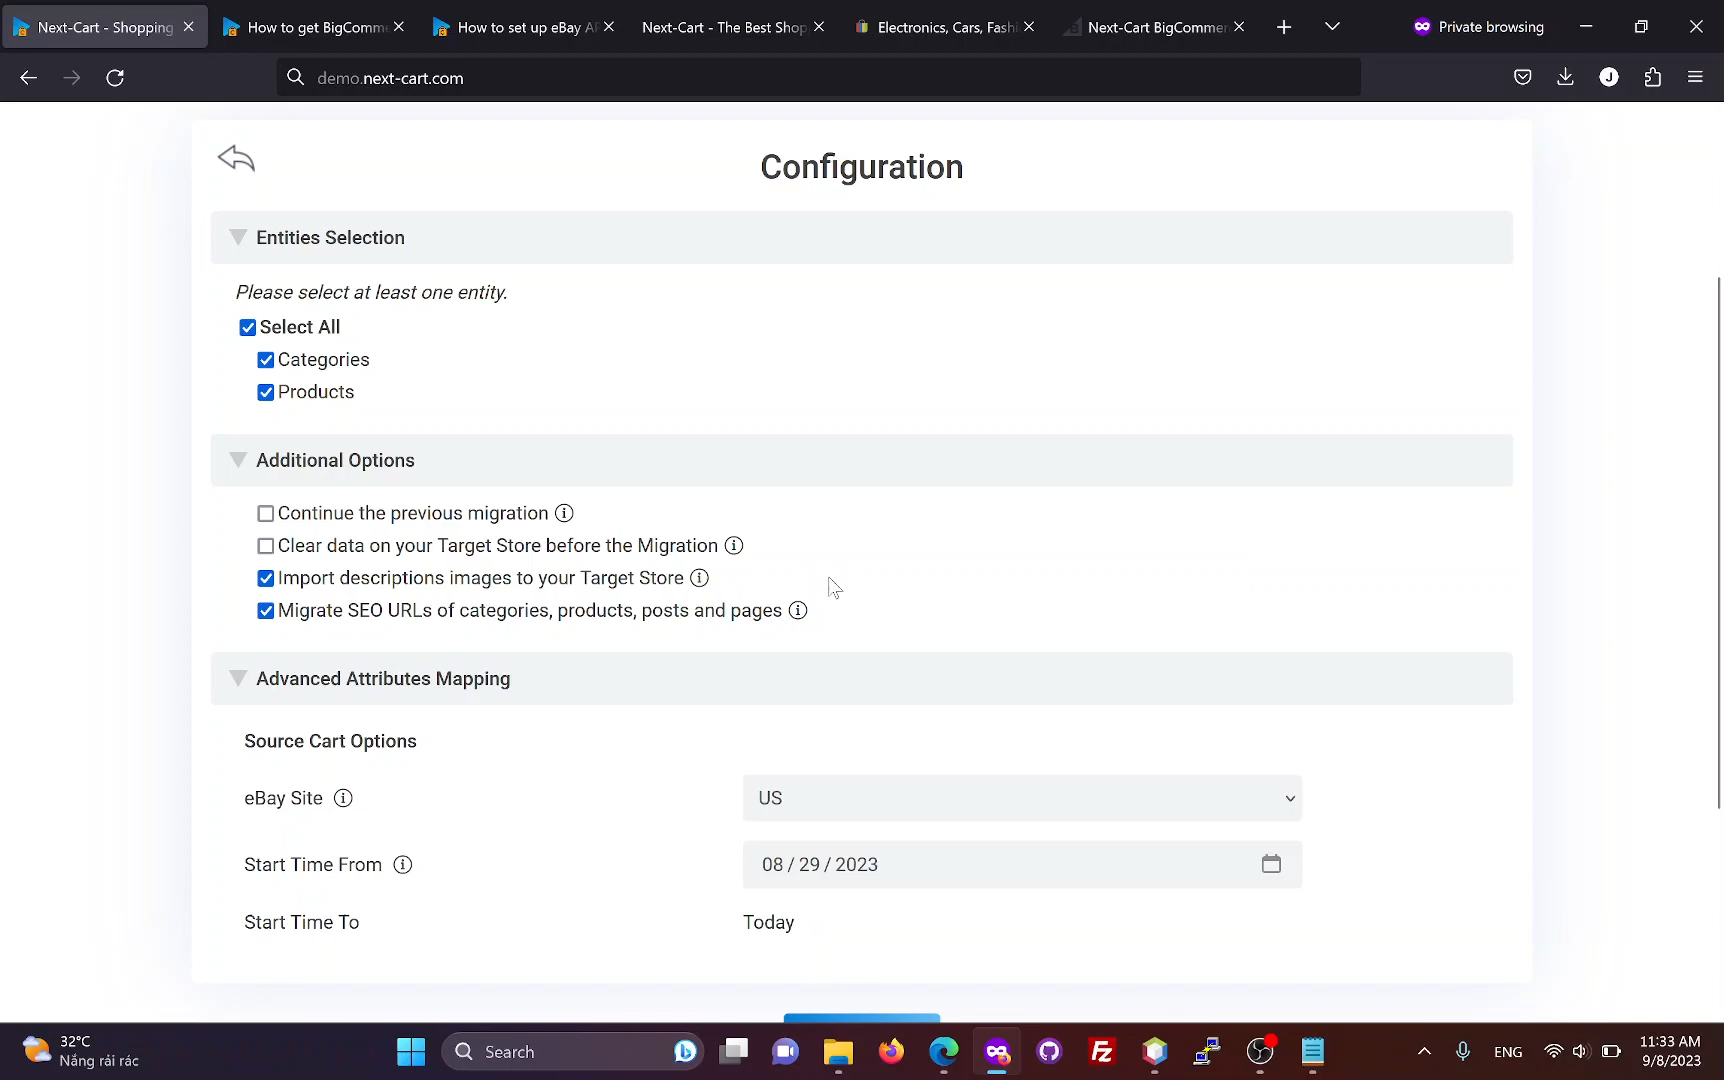 Next-Cart - Shopping
How to get BigComme
How to set up eBay AP
Next-Cart - The Best Shop
Electronics, Cars, Fashi
Next-Cart BigCommer
Private browsing
demo.next-cart.com
J
Configuration
Entities Selection
Please select at least one entity.
Select All
Categories
Products
Additional Options
Continue the previous migration
Clear data on your Target Store before the Migration
Import descriptions images to your Target Store
Migrate SEO URLs of categories, products, posts and pages
Advanced Attributes Mapping
Source Cart Options
eBay Site
US
Start Time From
08 / 29 / 2023
Start Time To
Today
32°C
Nắng rải rác
Search
ENG
11:33 AM
9/8/2023